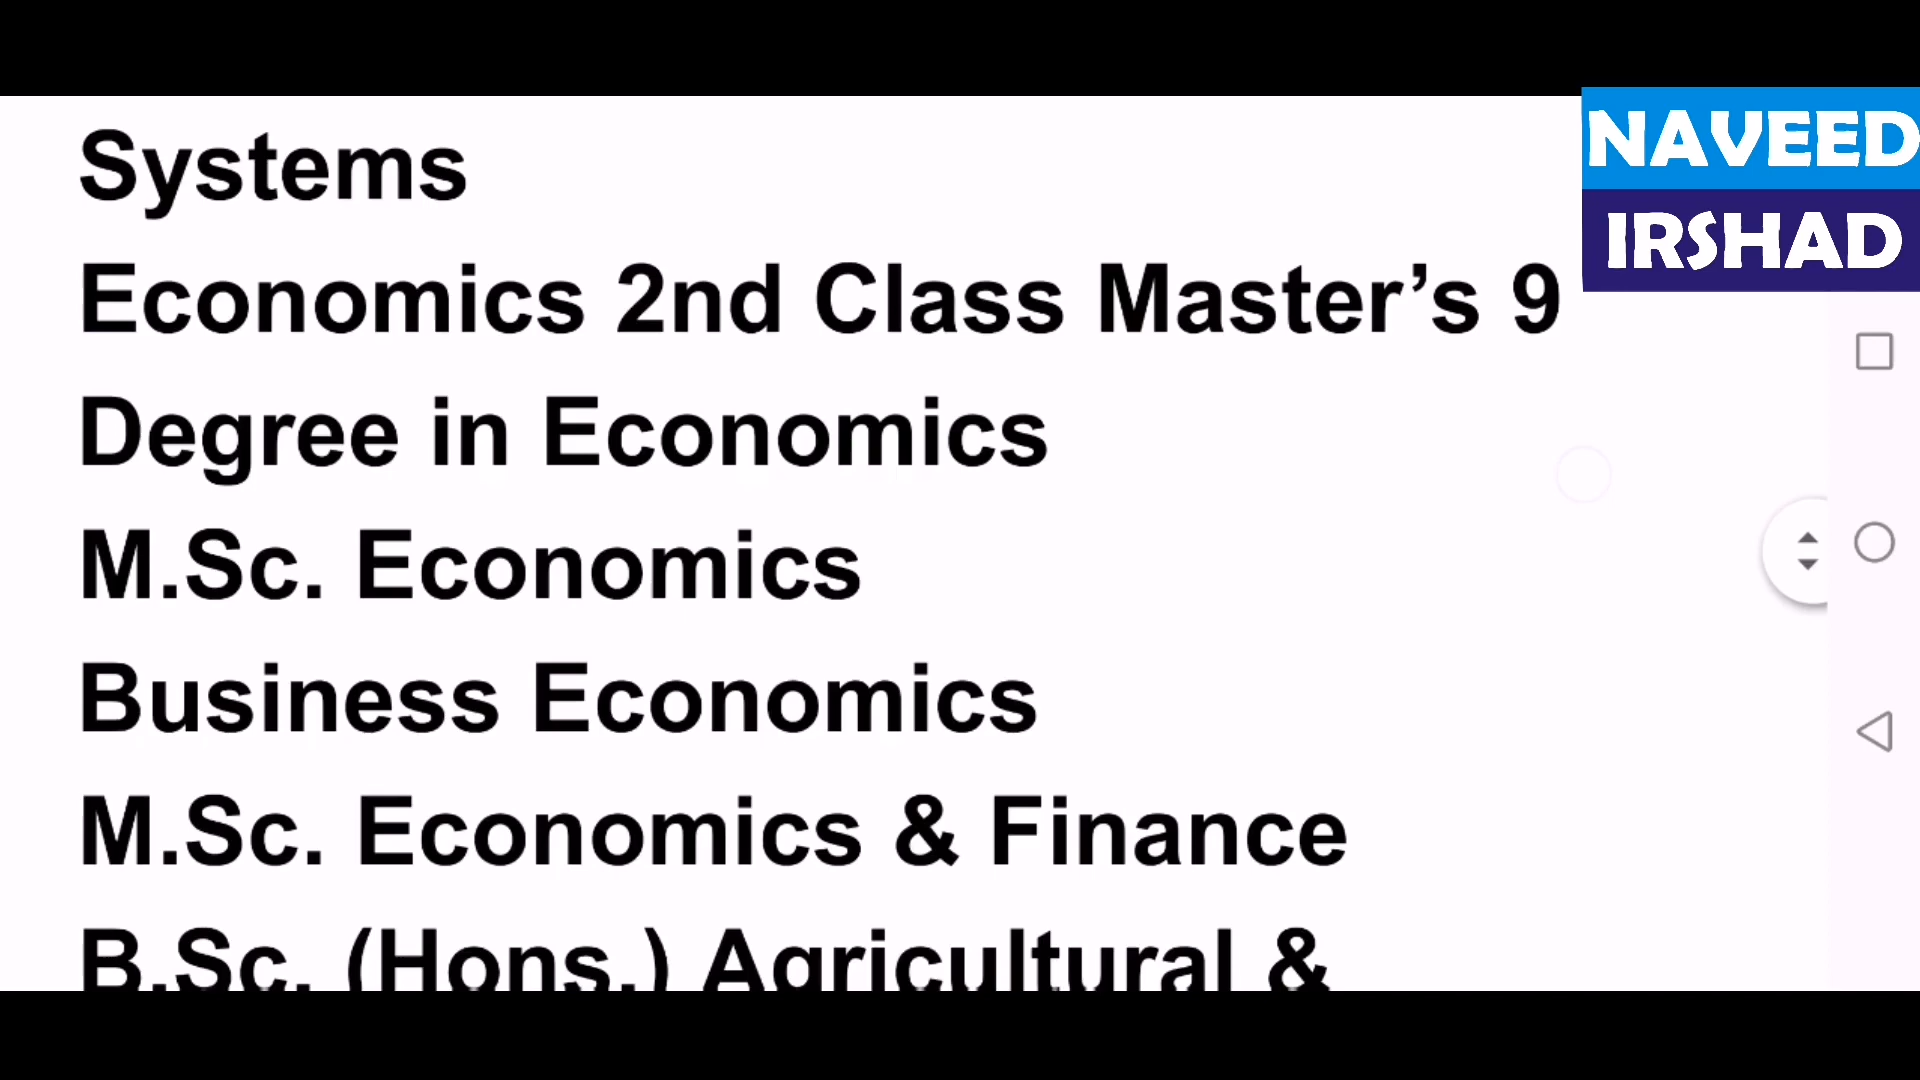 Systems
Economics 2nd Class Master’s 9
Degree in Economics
M.Sc. Economics
Business Economics
M.Sc. Economics & Finance
B.Sc. (Hons.) Agricultural &
NAVEED
IRSHAD